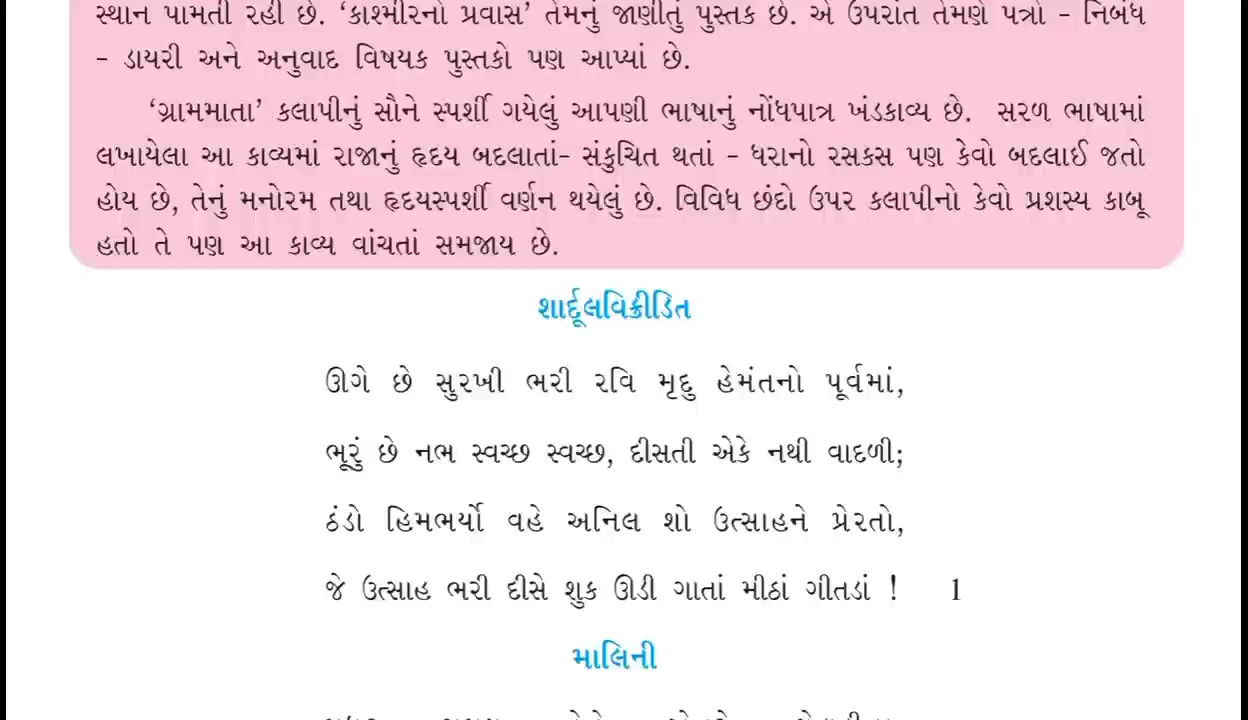 સ્થાન પામતી રહી છે. ‘કાશ્મીરનો પ્રવાસ’ તેમનું જાણીતું પુસ્તક છે. એ ઉપરાંત તેમણે પત્રો – નિબંધ
– ડાયરી અને અનુવાદ વિષયક પુસ્તકો પણ આપ્યાં છે.
‘ગ્રામમાતા’ કલાપીનું સૌને સ્પર્શી ગયેલું આપણી ભાષાનું નોંધપાત્ર ખંડકાવ્ય છે. સરળ ભાષામાં
લખાયેલા આ કાવ્યમાં રાજાનું હૃદય બદલાતાં- સંકુચિત થતાં – ધરાનો રસકસ પણ કેવો બદલાઈ જતો
હોય છે, તેનું મનોરમ તથા હૃદયસ્પર્શી વર્ણન થયેલું છે. વિવિધ છંદો ઉપર કલાપીનો કેવો પ્રશસ્ય કાબૂ
હતો તે પણ આ કાવ્ય વાંચતાં સમજાય છે.
શાર્દૂલવિક્રીડિત
ઊગે છે સુરખી ભરી રવિ મૃદુ હેમંતનો પૂર્વમાં,
ભૂરું છે નભ સ્વચ્છ સ્વચ્છ, દીસતી એકે નથી વાદળી;
ઠંડો હિમભર્યો વહે અનિલ શો ઉત્સાહને પ્રેરતો,
જે ઉત્સાહ ભરી દીસે શુક ઊડી ગાતાં મીઠાં ગીતડાં ! 1
માલિની